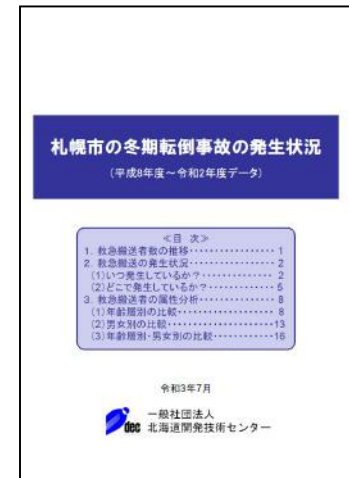 札幌市の冬期転倒事故の発生状況
(平成8年度～令和2年度データ)
≪目 次≫
1. 救急搬送者数の推移・・・・・・・・・・・・・・・・ 1
2. 救急搬送の発生状況・・・・・・・・・・・・・・・・ 2
(1)いつ発生しているか？・・・・・・・・・・・・・ 2
(2)どこで発生しているか？・・・・・・・・・・・・ 5
3. 救急搬送者の属性分析・・・・・・・・・・・・・・ 8
(1)年齢層別の比較・・・・・・・・・・・・・・・・・ 8
(2)男女別の比較・・・・・・・・・・・・・・・・・・13
(3)年齢層別・男女別の比較・・・・・・・・・・・・16
令和3年7月
dec 一般社団法人
北海道開発技術センター